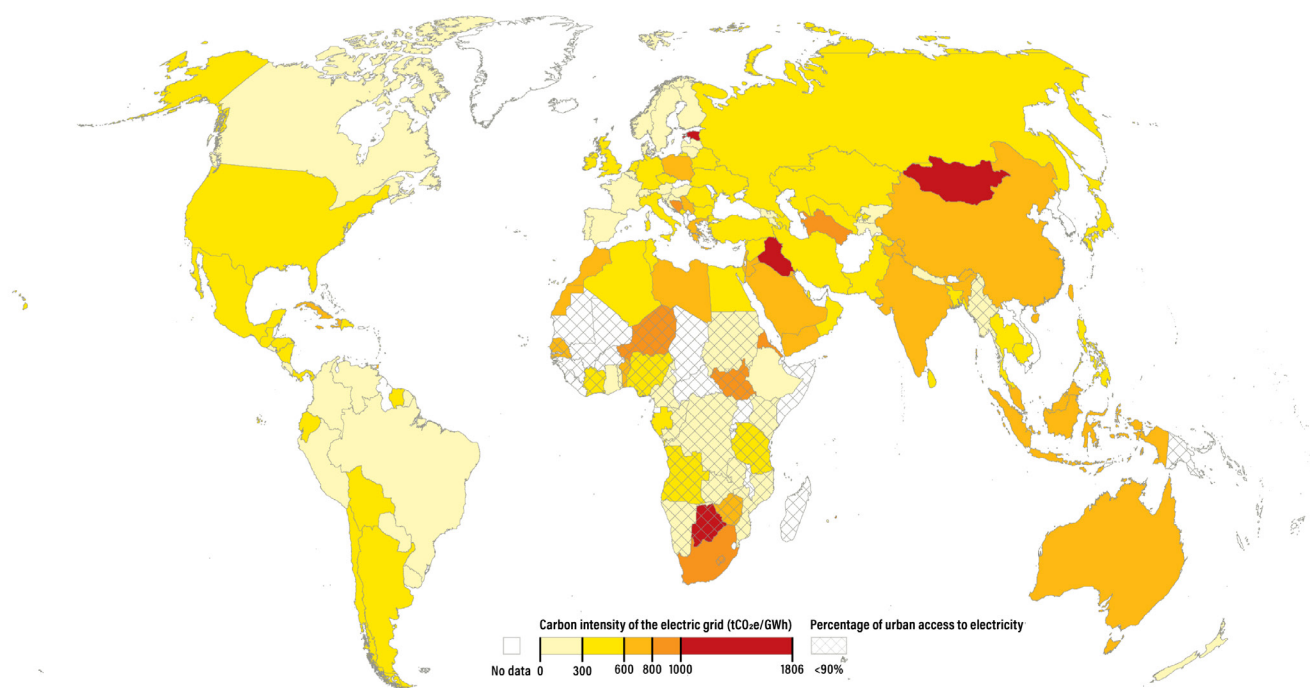 Carbon intensity of the electric grid (tCO₂e/GWh)
Percentage of urban access to electricity
No data
0
300
600
800
1000
1806
<90%